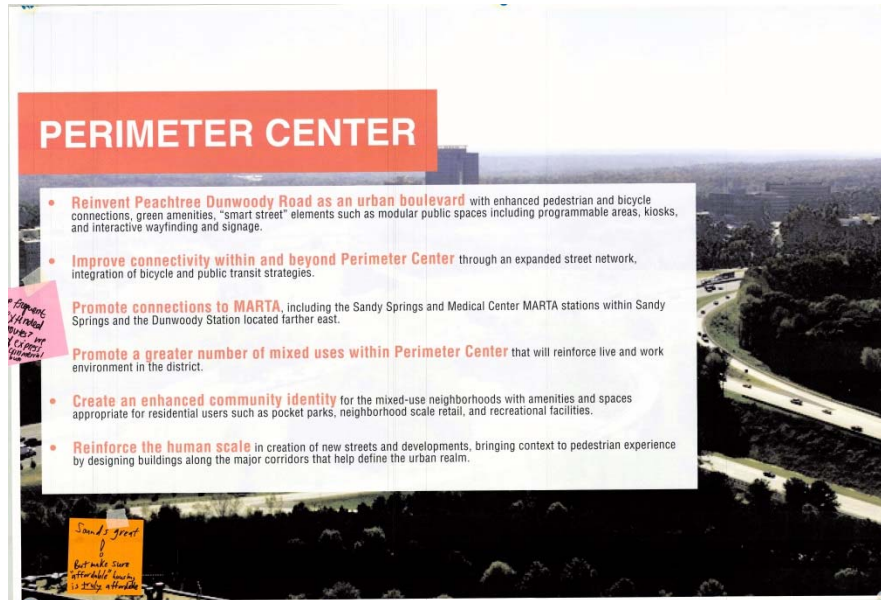 PERIMETER CENTER
• Reinvent Peachtree Dunwoody Road as an urban boulevard with enhanced pedestrian and bicycle
connections, green amenities, “smart street” elements such as modular public spaces including programmable areas, kiosks,
and interactive wayfinding and signage.
• Improve connectivity within and beyond Perimeter Center through an expanded street network,
integration of bicycle and public transit strategies.
Promote connections to MARTA, including the Sandy Springs and Medical Center MARTA stations within Sandy
Springs and the Dunwoody Station located farther east.
Promote a greater number of mixed uses within Perimeter Center that will reinforce live and work
environment in the district.
• Create an enhanced community identity for the mixed-use neighborhoods with amenities and spaces
appropriate for residential users such as pocket parks, neighborhood scale retail, and recreational facilities.
• Reinforce the human scale in creation of new streets and developments, bringing context to pedestrian experience
by designing buildings along the major corridors that help define the urban realm.
routes?
express
Sounds great
!
But make sure
"affordable" housing
is truly affordable